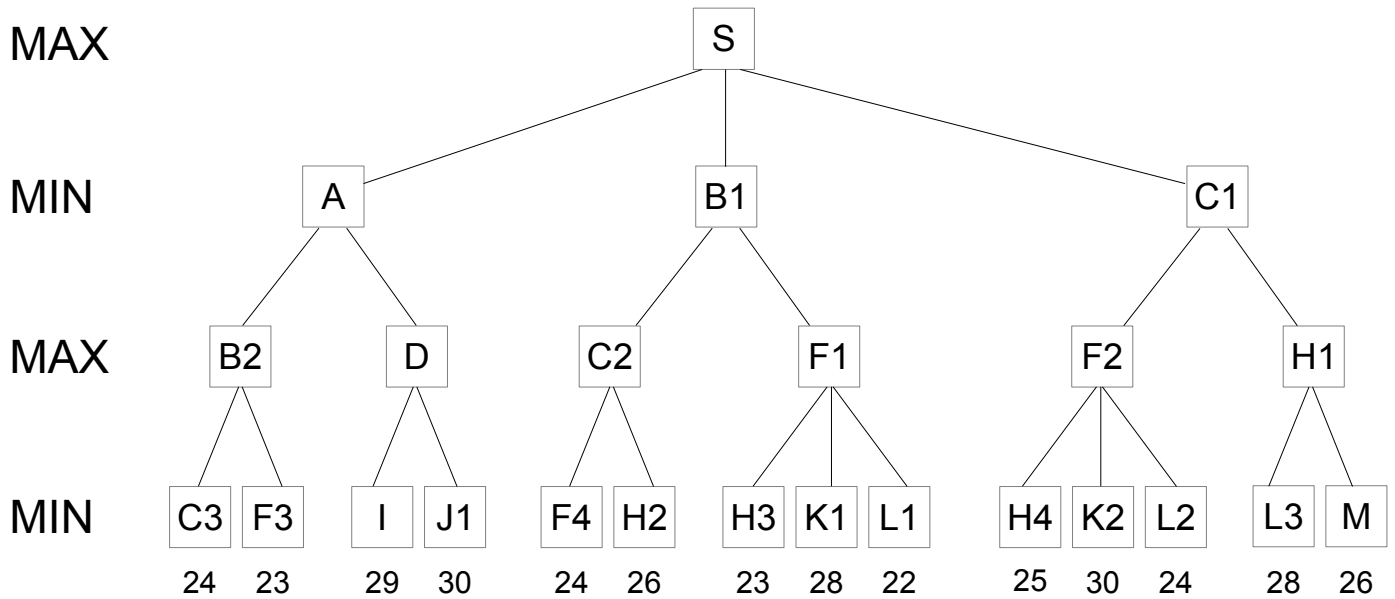 MAX S
MIN A B1 C1
MAX B2 D C2 F1 F2 H1
MIN C3 F3 I J1 F4 H2 H3 K1 L1 H4 K2 L2 L3 M
24 23 29 30 24 26 23 28 22 25 30 24 28 26